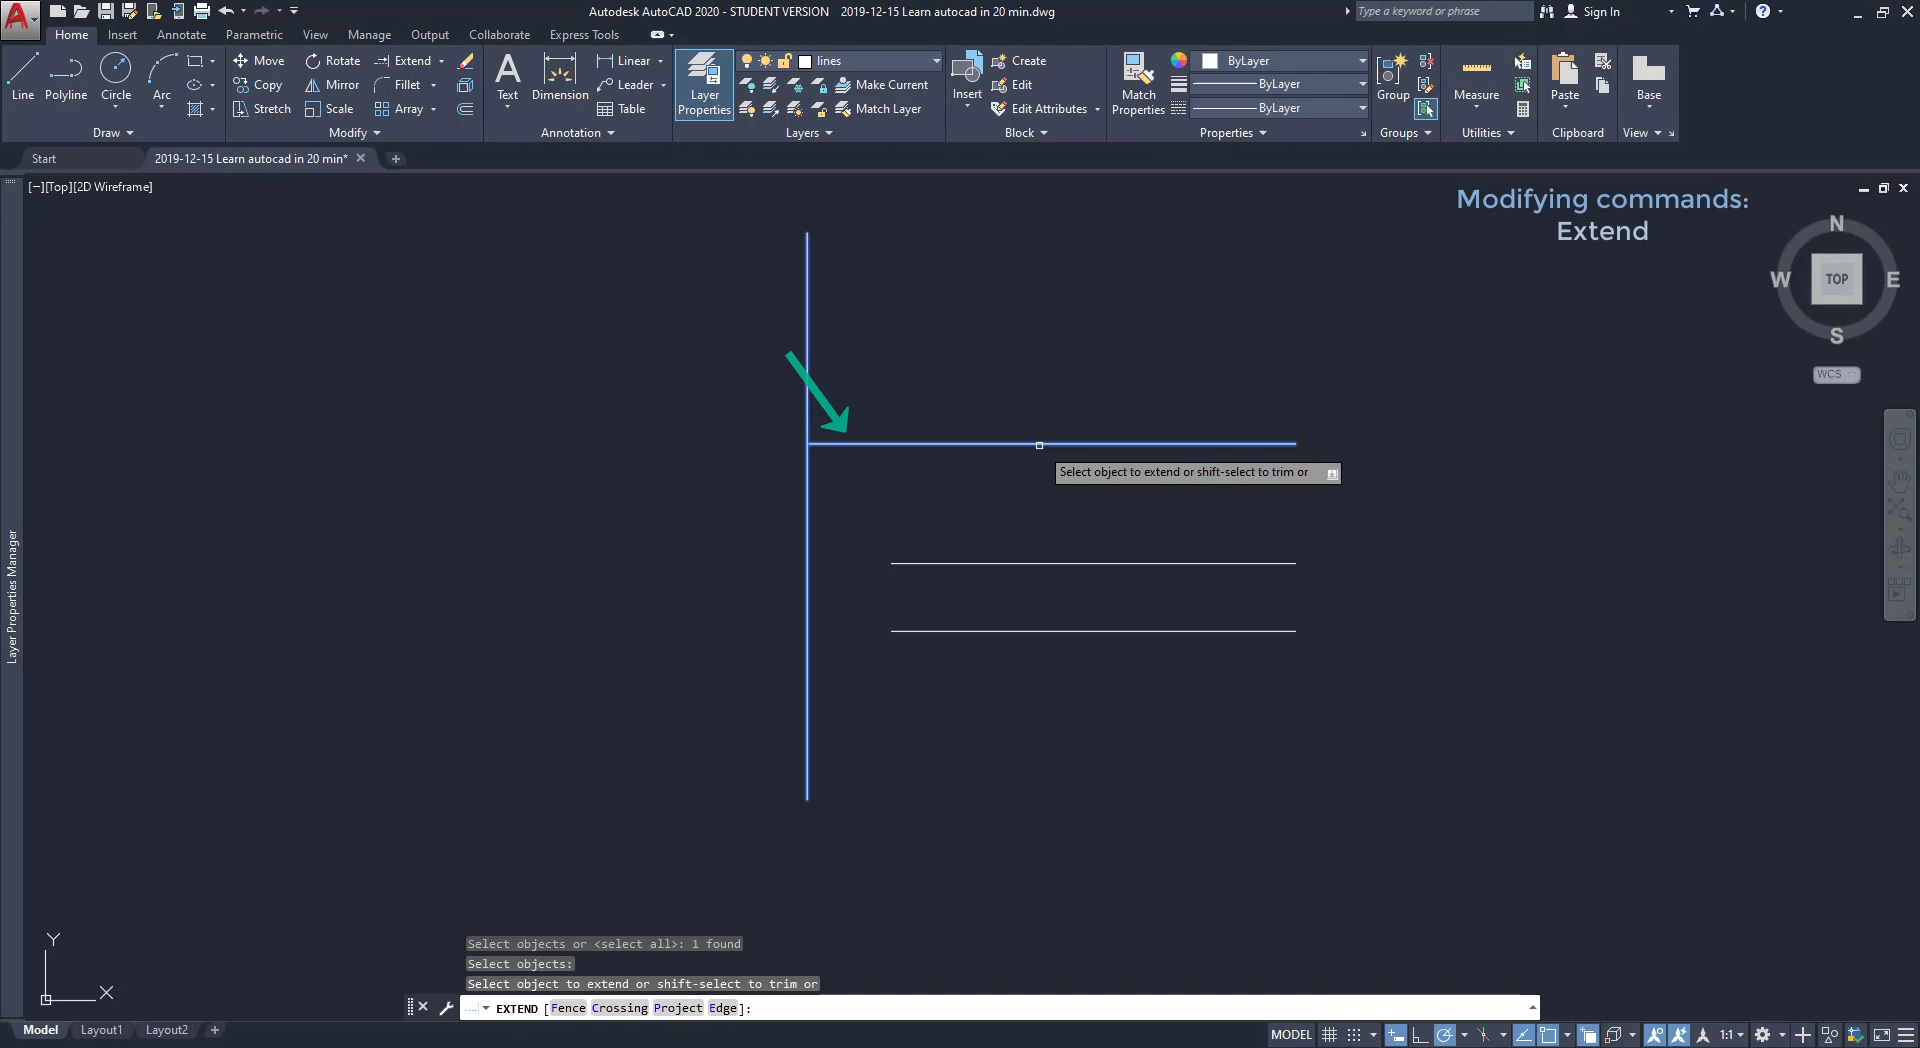 Autodesk AutoCAD 2020 - STUDENT VERSION 2019-12-15 Learn autocad in 20 min.dwg
Type a keyword or phrase
Sign In
Home Insert Annotate Parametric View Manage Output Collaborate Express Tools
Line Polyline Circle Arc
Draw
Move Rotate Extend
Copy Mirror Fillet
Stretch Scale Array
Modify
Text Dimension
Linear
Leader
Table
Annotation
Layer Properties
lines
Make Current
Match Layer
Layers
Insert
Create
Edit
Edit Attributes
Block
Match Properties
ByLayer
ByLayer
ByLayer
Properties
Group
Groups
Measure
Utilities
Paste
Clipboard
Base
View
Start
2019-12-15 Learn autocad in 20 min*
[−][Top][2D Wireframe]
Modifying commands:
Extend
N
W TOP E
S
WCS
Layer Properties Manager
Select object to extend or shift-select to trim or
Y
X
Select objects or <select all>: 1 found
Select objects:
Select object to extend or shift-select to trim or
EXTEND [Fence Crossing Project Edge]:
Model Layout1 Layout2
MODEL
1:1